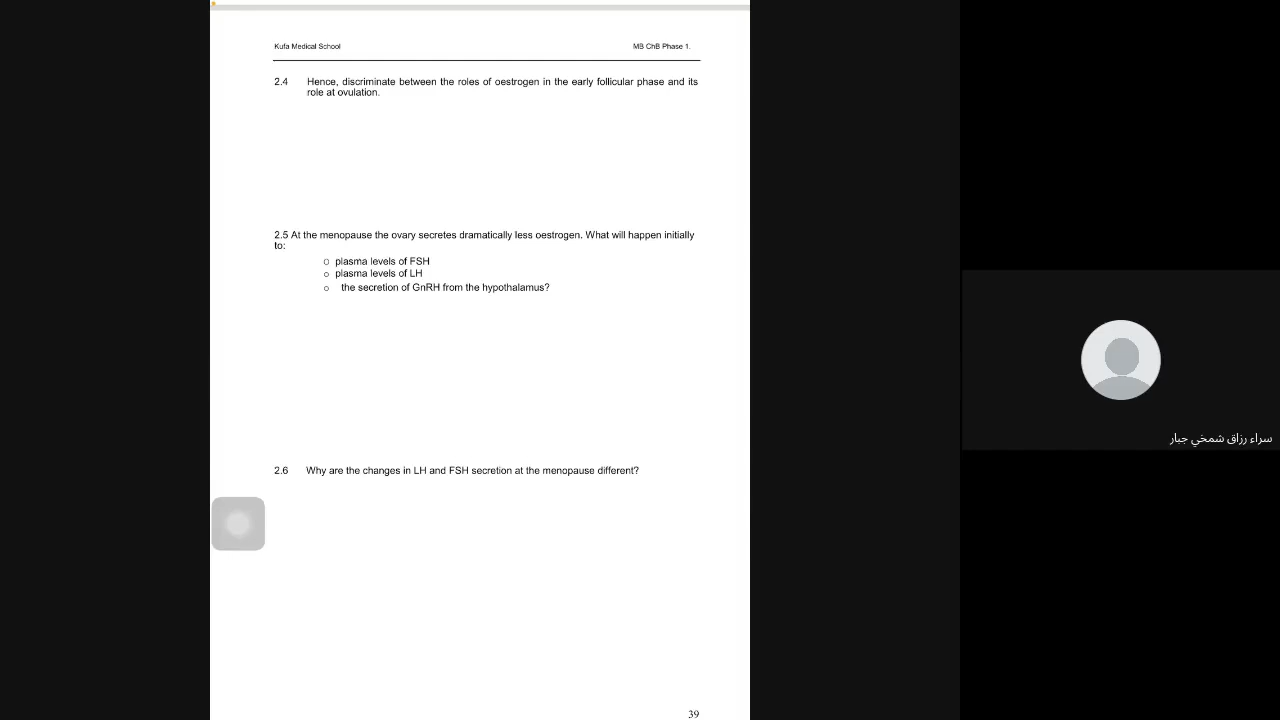 Kufa Medical School MB ChB Phase 1.
2.4 Hence, discriminate between the roles of oestrogen in the early follicular phase and its
role at ovulation.
2.5 At the menopause the ovary secretes dramatically less oestrogen. What will happen initially
to:
o plasma levels of FSH
o plasma levels of LH
o the secretion of GnRH from the hypothalamus?
سراء رزاق شمخي جبار
2.6 Why are the changes in LH and FSH secretion at the menopause different?
39